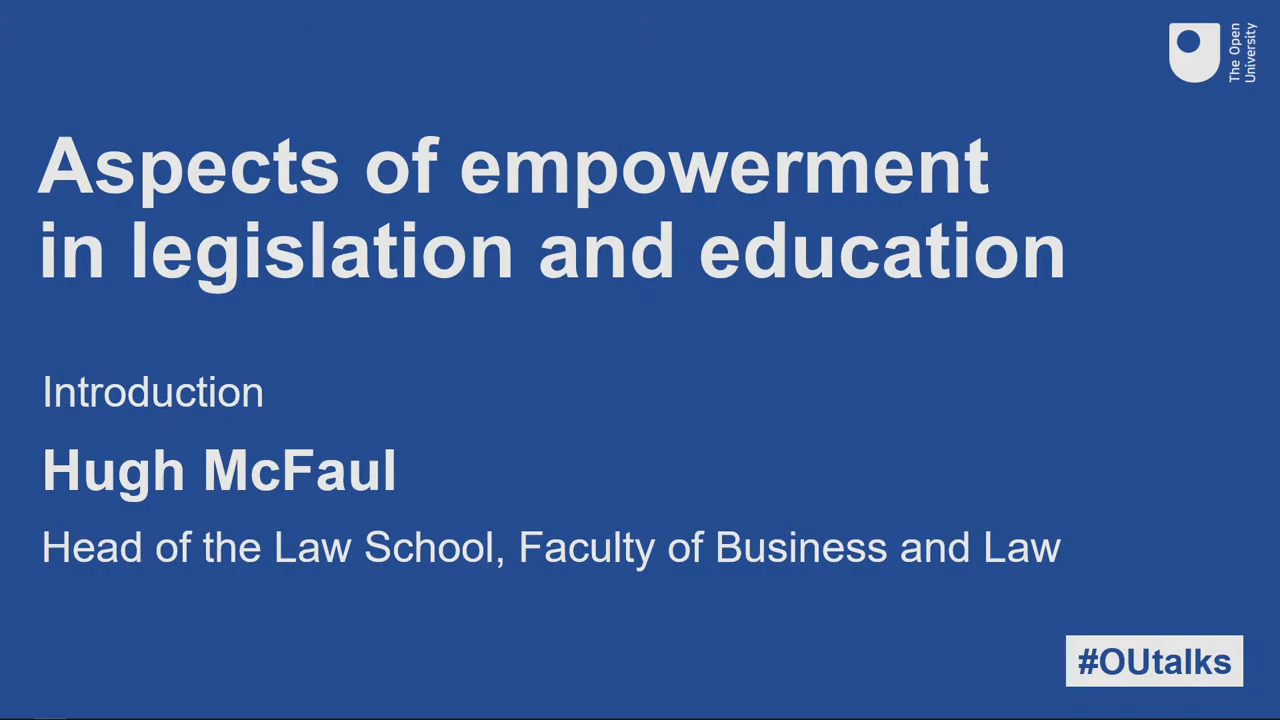 The Open
University
Aspects of empowerment
in legislation and education
Introduction
Hugh McFaul
Head of the Law School, Faculty of Business and Law
#OUtalks